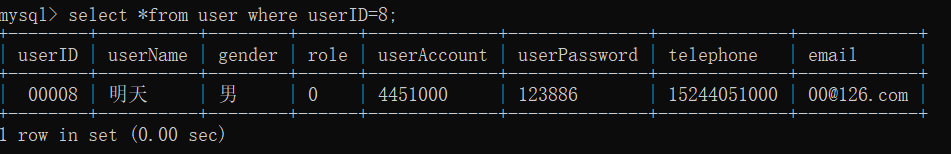 mysql> select *from user where userID=8;
+--------+----------+--------+------+-------------+--------------+-------------+------------+
| userID | userName | gender | role | userAccount | userPassword | telephone | email |
+--------+----------+--------+------+-------------+--------------+-------------+------------+
| 00008 | 明天 | 男 | 0 | 4451000 | 123886 | 15244051000 | 00@126.com |
+--------+----------+--------+------+-------------+--------------+-------------+------------+
1 row in set (0.00 sec)